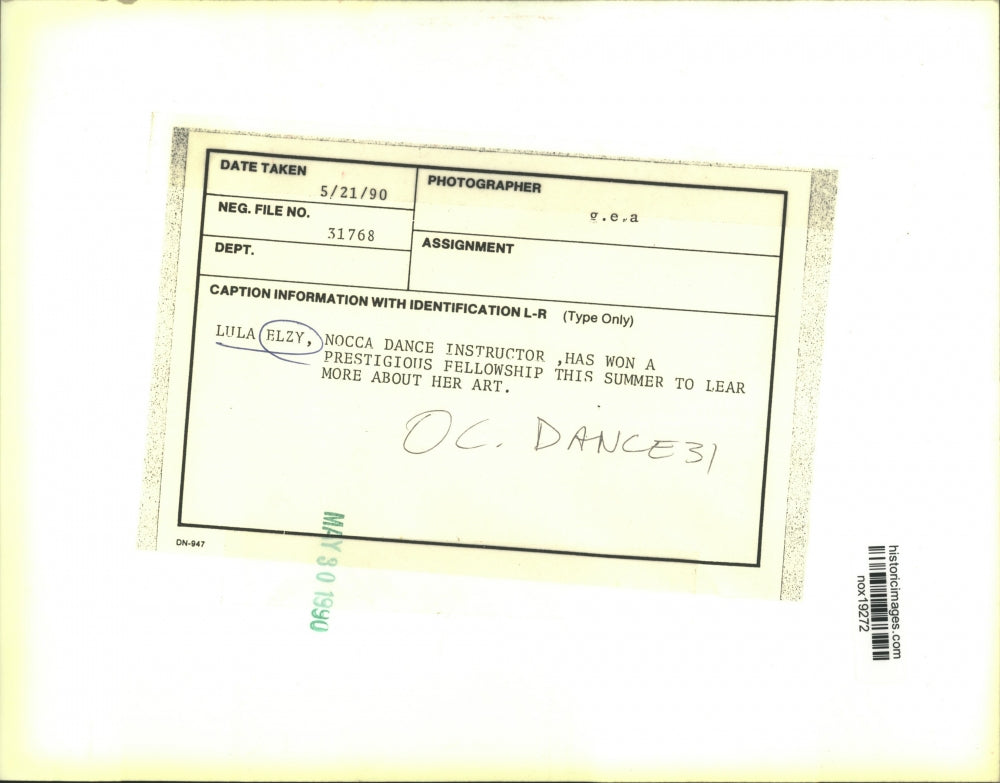 DATE TAKEN
5/21/90
PHOTOGRAPHER
g.e.a
NEG. FILE NO.
31768
ASSIGNMENT
DEPT.
CAPTION INFORMATION WITH IDENTIFICATION L-R (Type Only)
LULA ELZY, NOCCA DANCE INSTRUCTOR ,HAS WON A
PRESTIGIOUS FELLOWSHIP THIS SUMMER TO LEAR
MORE ABOUT HER ART.
OC. DANCE31
DN-947
MAY 30 1990
historicimages.com
nox19272